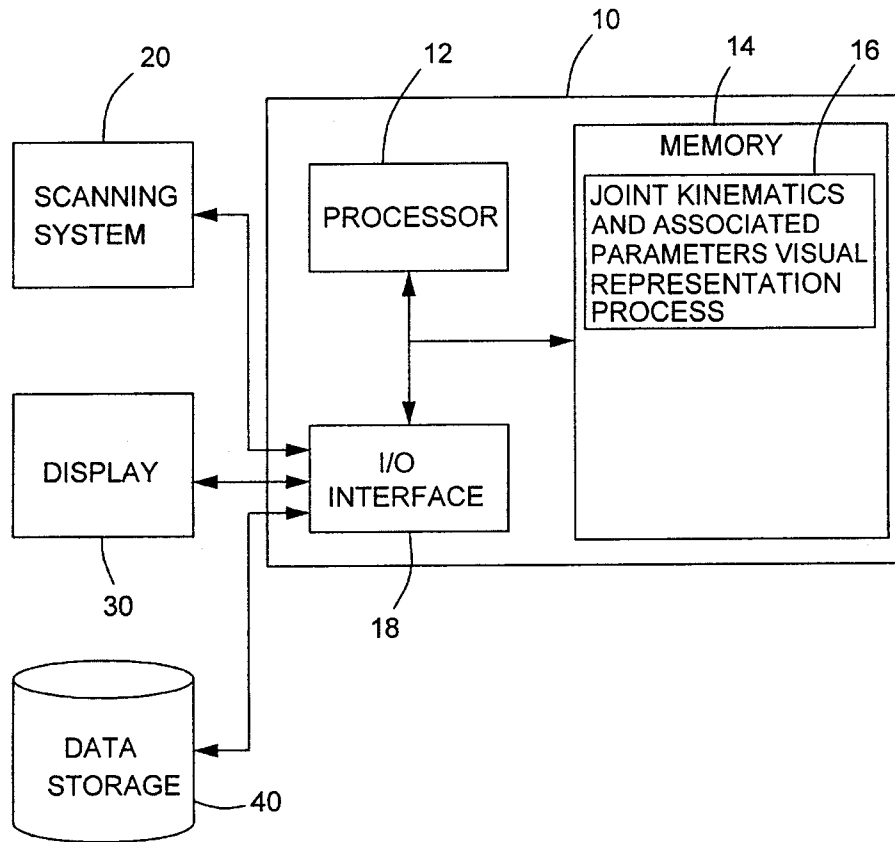 10
20
12
14
16
SCANNING
SYSTEM
PROCESSOR
MEMORY
JOINT KINEMATICS
AND ASSOCIATED
PARAMETERS VISUAL
REPRESENTATION
PROCESS
DISPLAY
30
I/O
INTERFACE
18
DATA
STORAGE
40